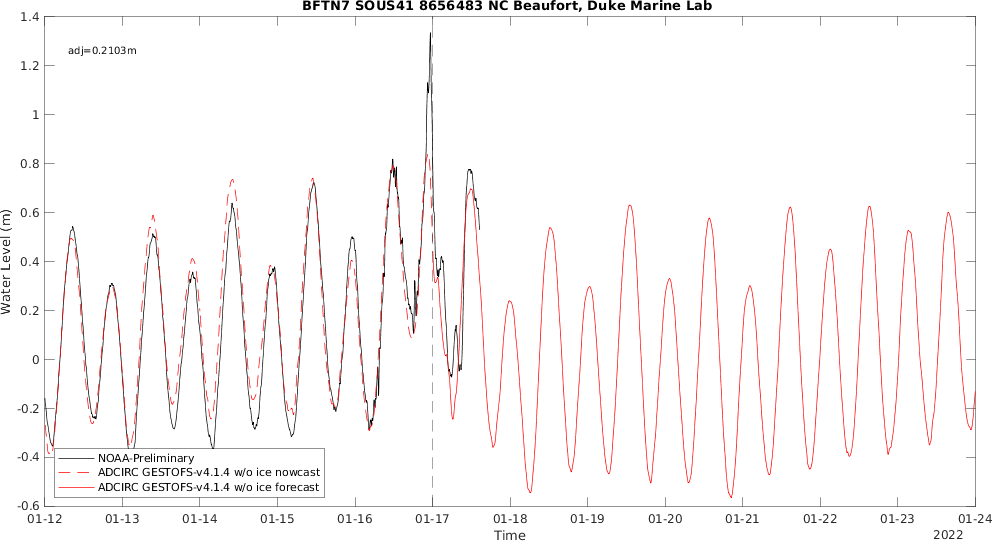 BFTN7 SOUS41 8656483 NC Beaufort, Duke Marine Lab
1.4
adj=0.2103m
1.2
1
0.8
0.6
0.4
0.2
0
-0.2
-0.4
-0.6
Water Level (m)
NOAA-Preliminary
ADCIRC GESTOFS-v4.1.4 w/o ice nowcast
ADCIRC GESTOFS-v4.1.4 w/o ice forecast
01-12 01-13 01-14 01-15 01-16 01-17 01-18 01-19 01-20 01-21 01-22 01-23 01-24
Time
2022